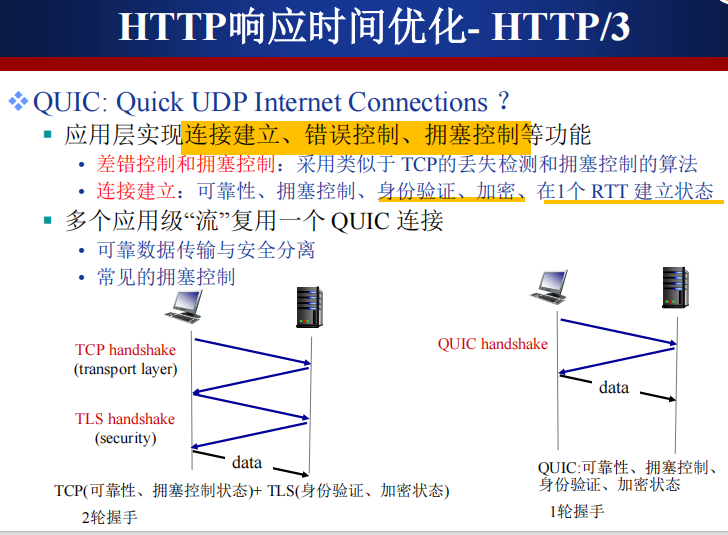 HTTP响应时间优化- HTTP/3
QUIC: Quick UDP Internet Connections ？
应用层实现连接建立、错误控制、拥塞控制等功能
差错控制和拥塞控制：采用类似于 TCP的丢失检测和拥塞控制的算法
连接建立：可靠性、拥塞控制、身份验证、加密、在1个 RTT 建立状态
多个应用级“流”复用一个 QUIC 连接
可靠数据传输与安全分离
常见的拥塞控制
TCP handshake
(transport layer)
TLS handshake
(security)
data
TCP(可靠性、拥塞控制状态)+ TLS(身份验证、加密状态)
2轮握手
QUIC handshake
data
QUIC:可靠性、拥塞控制、
身份验证、加密状态
1轮握手